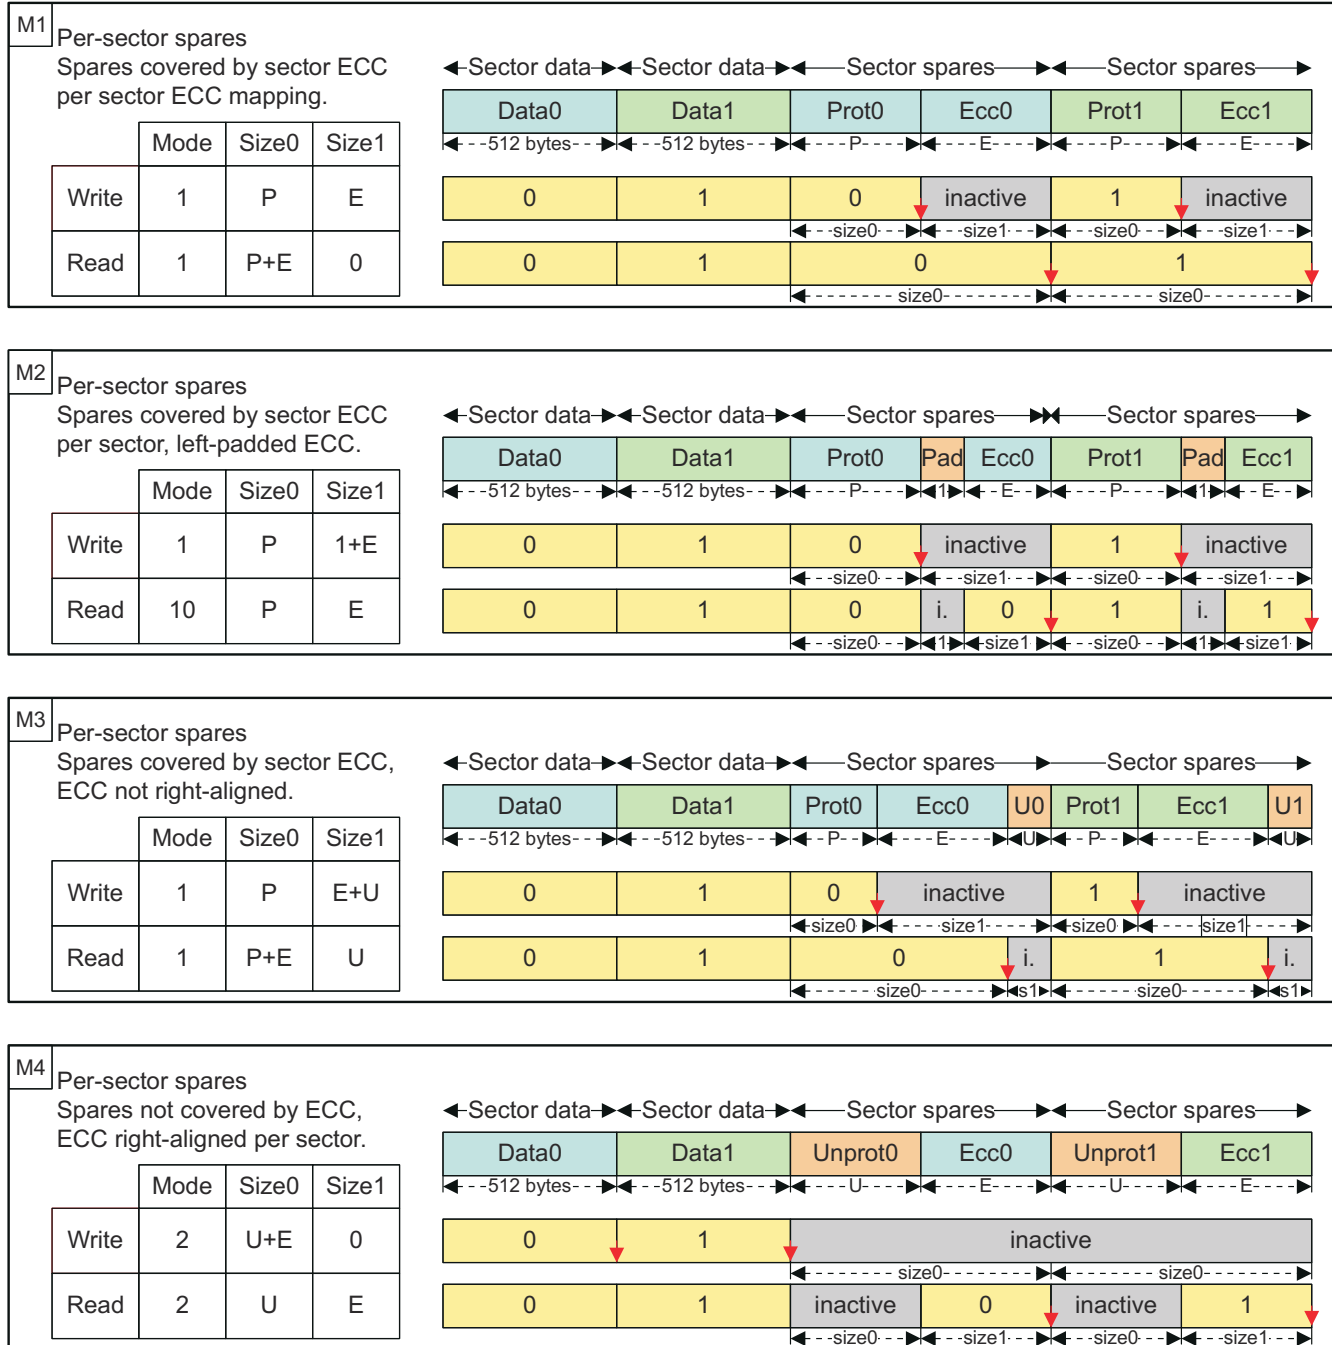 M1
Per-sector spares
Spares covered by sector ECC
per sector ECC mapping.
Mode Size0 Size1
Write 1 P E
Read 1 P+E 0
Sector data Sector data Sector spares Sector spares
Data0 Data1 Prot0 Ecc0 Prot1 Ecc1
512 bytes 512 bytes P E P E
0 1 0 inactive 1 inactive
size0 size1 size0 size1
0 1 0 1
size0 size0
M2
Per-sector spares
Spares covered by sector ECC
per sector, left-padded ECC.
Mode Size0 Size1
Write 1 P 1+E
Read 10 P E
Sector data Sector data Sector spares Sector spares
Data0 Data1 Prot0 Pad Ecc0 Prot1 Pad Ecc1
512 bytes 512 bytes P 1 E P 1 E
0 1 0 inactive 1 inactive
size0 size1 size0 size1
0 1 0 i. 0 1 i. 1
size0 1 size1 size0 1 size1
M3
Per-sector spares
Spares covered by sector ECC,
ECC not right-aligned.
Mode Size0 Size1
Write 1 P E+U
Read 1 P+E U
Sector data Sector data Sector spares Sector spares
Data0 Data1 Prot0 Ecc0 U0 Prot1 Ecc1 U1
512 bytes 512 bytes P E U P E U
0 1 0 inactive 1 inactive
size0 size1 size0 size1
0 1 0 i. 1 i.
size0 s1 size0 s1
M4
Per-sector spares
Spares not covered by ECC,
ECC right-aligned per sector.
Mode Size0 Size1
Write 2 U+E 0
Read 2 U E
Sector data Sector data Sector spares Sector spares
Data0 Data1 Unprot0 Ecc0 Unprot1 Ecc1
512 bytes 512 bytes U E U E
0 1 inactive
size0 size0
0 1 inactive 0 inactive 1
size0 size1 size0 size1